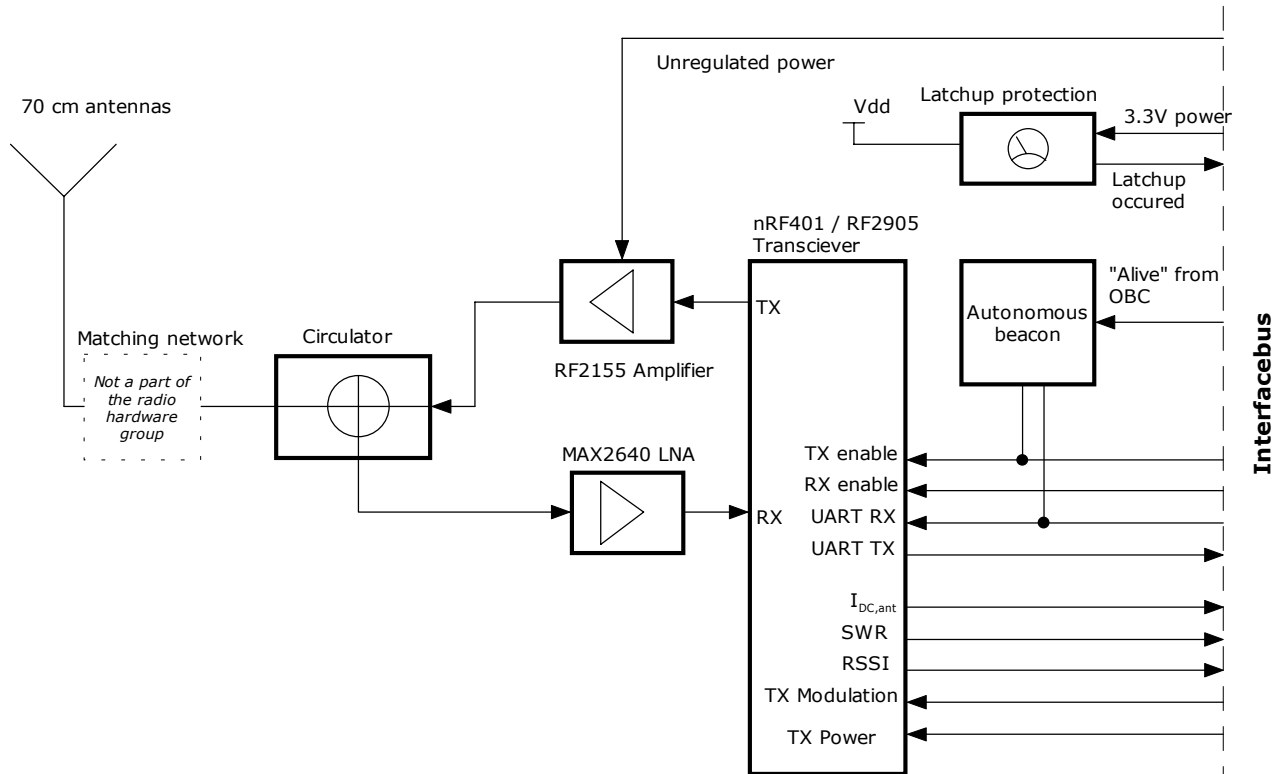 Unregulated power
70 cm antennas
Vdd
Latchup protection
3.3V power
Latchup
occured
nRF401 / RF2905
Transciever
"Alive" from
OBC
Autonomous
beacon
TX
Matching network
Circulator
RF2155 Amplifier
Not a part of
the radio
hardware
group
Interfacebus
MAX2640 LNA
TX enable
RX enable
RX
UART RX
UART TX
I_DC,ant
SWR
RSSI
TX Modulation
TX Power